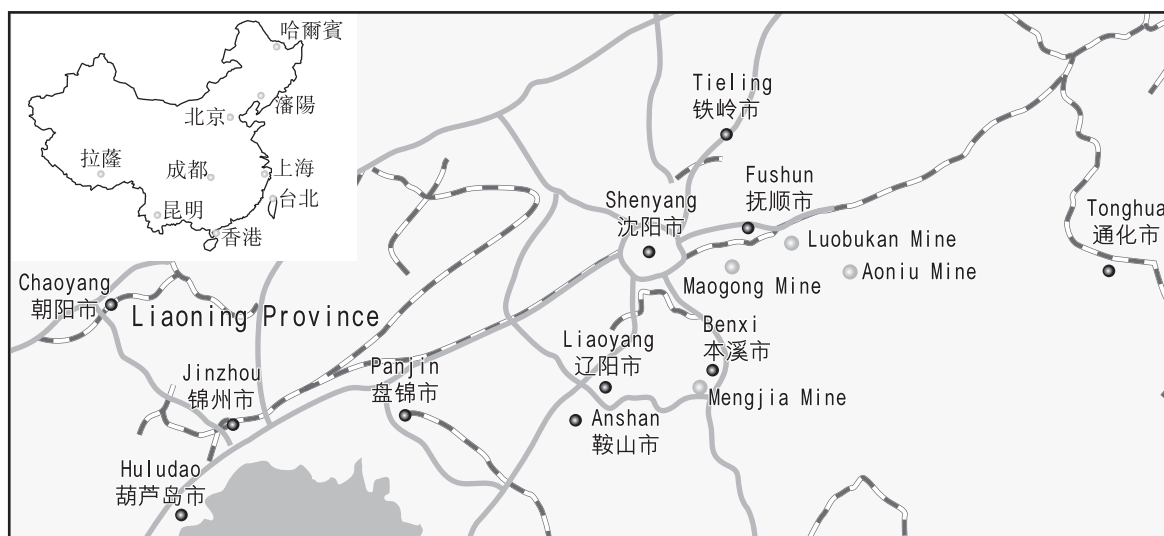 哈爾賓
瀋陽
北京
拉薩
成都
上海
台北
昆明
香港
Tieling
铁岭市
Fushun
抚顺市
Shenyang
沈阳市
Tonghua
通化市
Luobukan Mine
Aoniu Mine
Maogong Mine
Chaoyang
朝阳市
Liaoning Province
Benxi
本溪市
Liaoyang
辽阳市
Panjin
盘锦市
Jinzhou
锦州市
Mengjia Mine
Anshan
鞍山市
Huludao
葫芦岛市